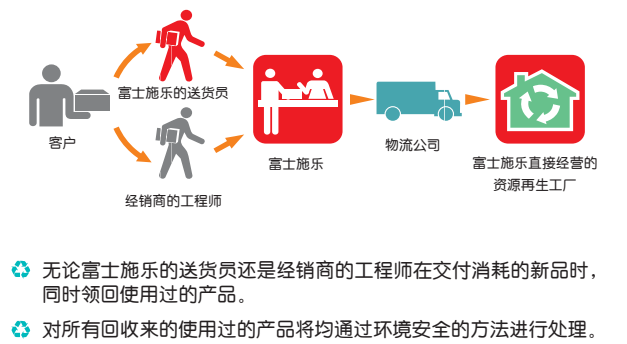 富士施乐的送货员
客户
富士施乐
物流公司
富士施乐直接经营的
资源再生工厂
经销商的工程师
无论富士施乐的送货员还是经销商的工程师在交付消耗的新品时，
同时领回使用过的产品。
对所有回收来的使用过的产品将均通过环境安全的方法进行处理。